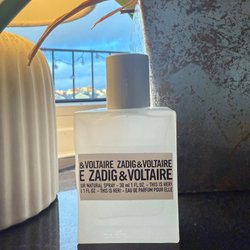 & VOLTAIRE ZADIG & VOLTAIRE
E ZADIG & VOLTAIRE
UR NATURAL SPRAY – 30 ml 1 FL OZ – THIS IS HER!
1 FL OZ – THIS IS HER! – EAU DE PARFUM POUR ELLE